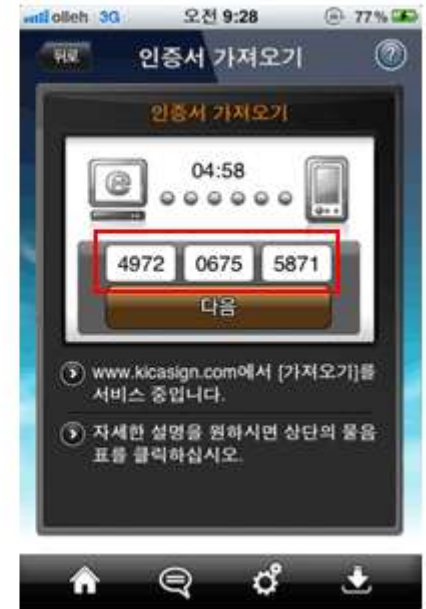 olleh 3G 오전 9:28 77%
뒤로 인증서 가져오기 ?
인증서 가져오기
04:58
4972 0675 5871
다음
www.kicasign.com에서 [가져오기]를
서비스 중입니다.
자세한 설명을 원하시면 상단의 물음
표를 클릭하십시오.